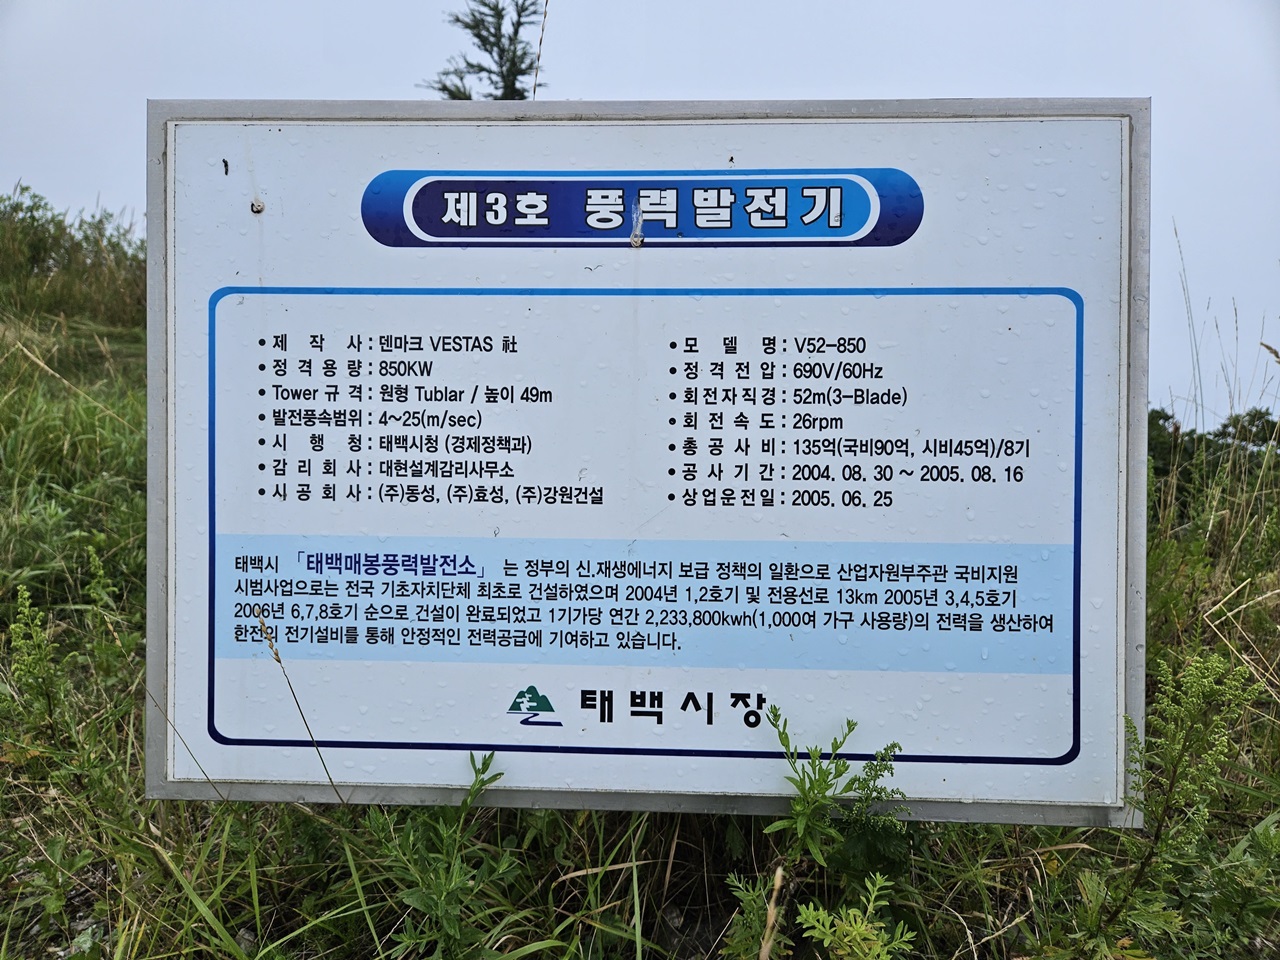 제3호 풍력발전기
• 제 작 사 : 덴마크 VESTAS 社
• 정 격 용 량 : 850KW
• Tower 규 격 : 원형 Tublar / 높이 49m
• 발전풍속범위 : 4~25(m/sec)
• 시 행 청 : 태백시청 (경제정책과)
• 감 리 회 사 : 대현설계감리사무소
• 시 공 회 사 : (주)동성, (주)효성, (주)강원건설
• 모 델 명 : V52-850
• 정 격 전 압 : 690V/60Hz
• 회전자직경 : 52m(3-Blade)
• 회 전 속 도 : 26rpm
• 총 공 사 비 : 135억(국비90억, 시비45억)/8기
• 공 사 기 간 : 2004. 08. 30 ~ 2005. 08. 16
• 상업운전일 : 2005. 06. 25
태백시 「태백매봉풍력발전소」 는 정부의 신.재생에너지 보급 정책의 일환으로 산업자원부주관 국비지원
시범사업으로는 전국 기초자치단체 최초로 건설하였으며 2004년 1,2호기 및 전용선로 13km 2005년 3,4,5호기
2006년 6,7,8호기 순으로 건설이 완료되었고 1기가당 연간 2,233,800kwh(1,000여 가구 사용량)의 전력을 생산하여
한전의 전기설비를 통해 안정적인 전력공급에 기여하고 있습니다.
태백시장